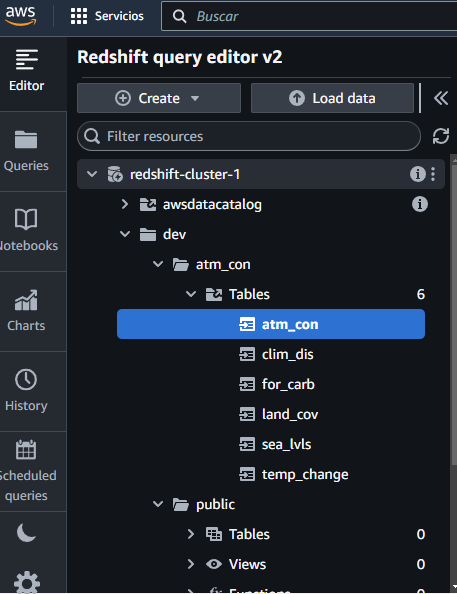 aws Servicios Buscar
Editor
Queries
Notebooks
Charts
History
Scheduled
queries
Redshift query editor v2
Create Load data
Filter resources
redshift-cluster-1
awsdatacatalog
dev
atm_con
Tables 6
atm_con
clim_dis
for_carb
land_cov
sea_lvls
temp_change
public
Tables 0
Views 0
Functions 0